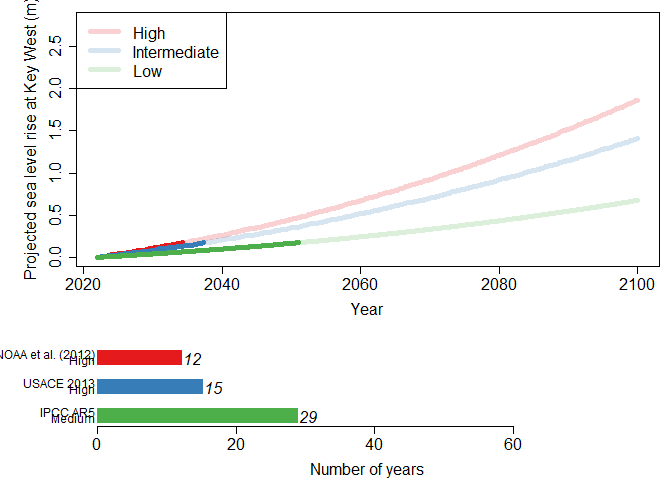 Projected sea level rise at Key West (m)
High
Intermediate
Low
2.5
2.0
1.5
1.0
0.5
0.0
2020 2040 2060 2080 2100
Year
NOAA et al. (2012)
High
12
USACE 2013
High
15
IPCC AR5
Medium
29
0 20 40 60
Number of years